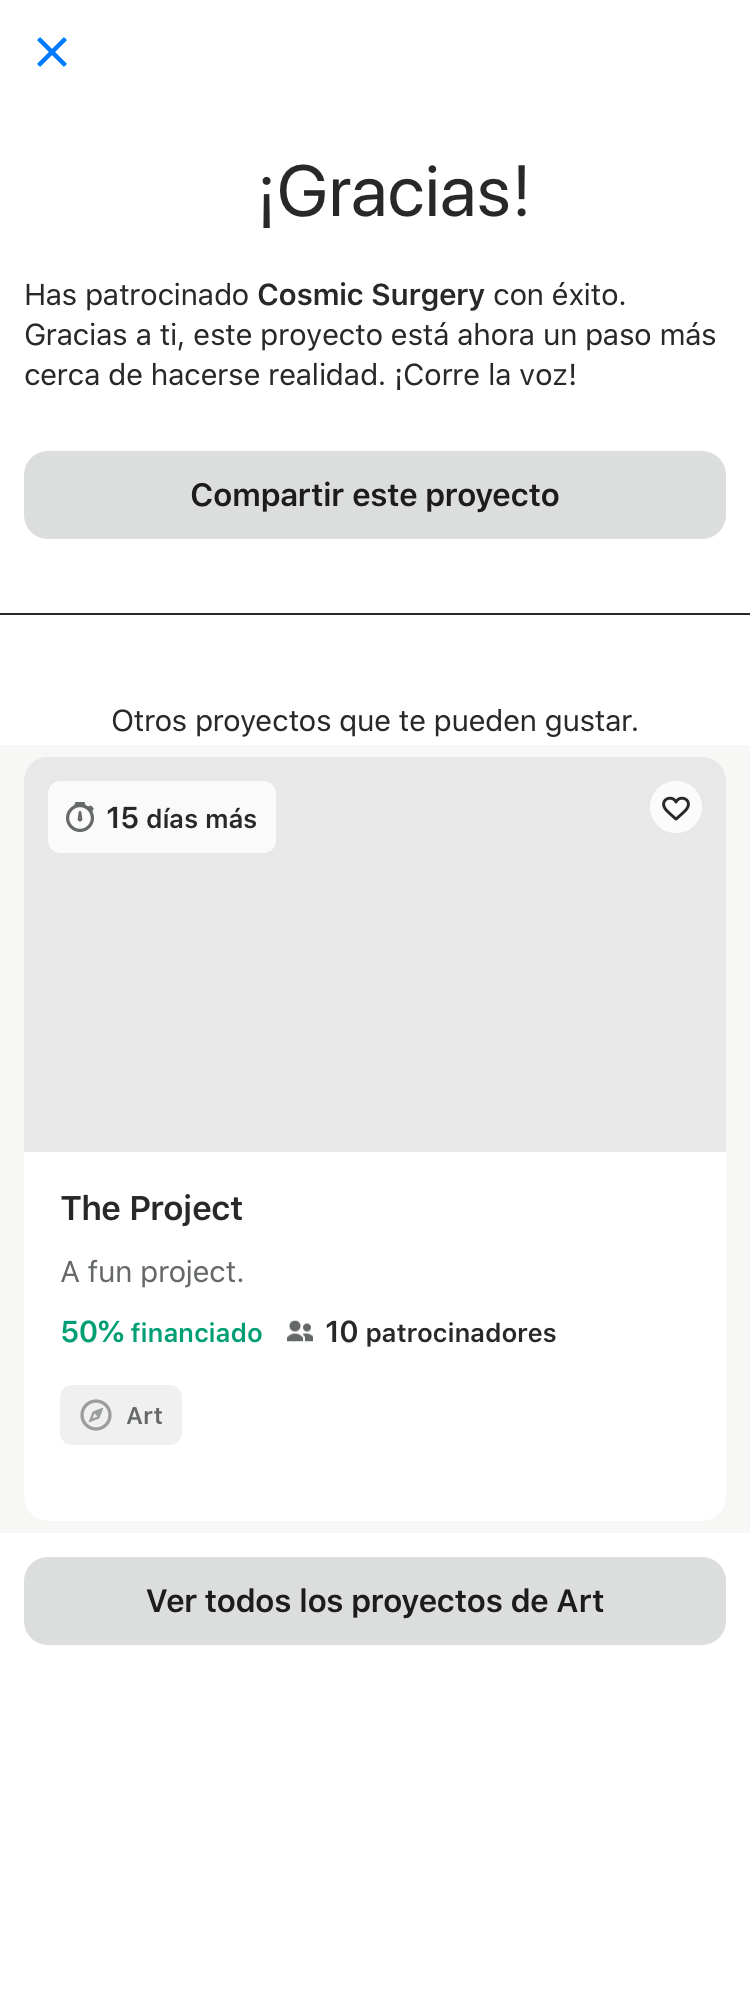 ¡Gracias!
Has patrocinado Cosmic Surgery con éxito.
Gracias a ti, este proyecto está ahora un paso más
cerca de hacerse realidad. ¡Corre la voz!
Compartir este proyecto
Otros proyectos que te pueden gustar.
15 días más
The Project
A fun project.
50% financiado 10 patrocinadores
Art
Ver todos los proyectos de Art